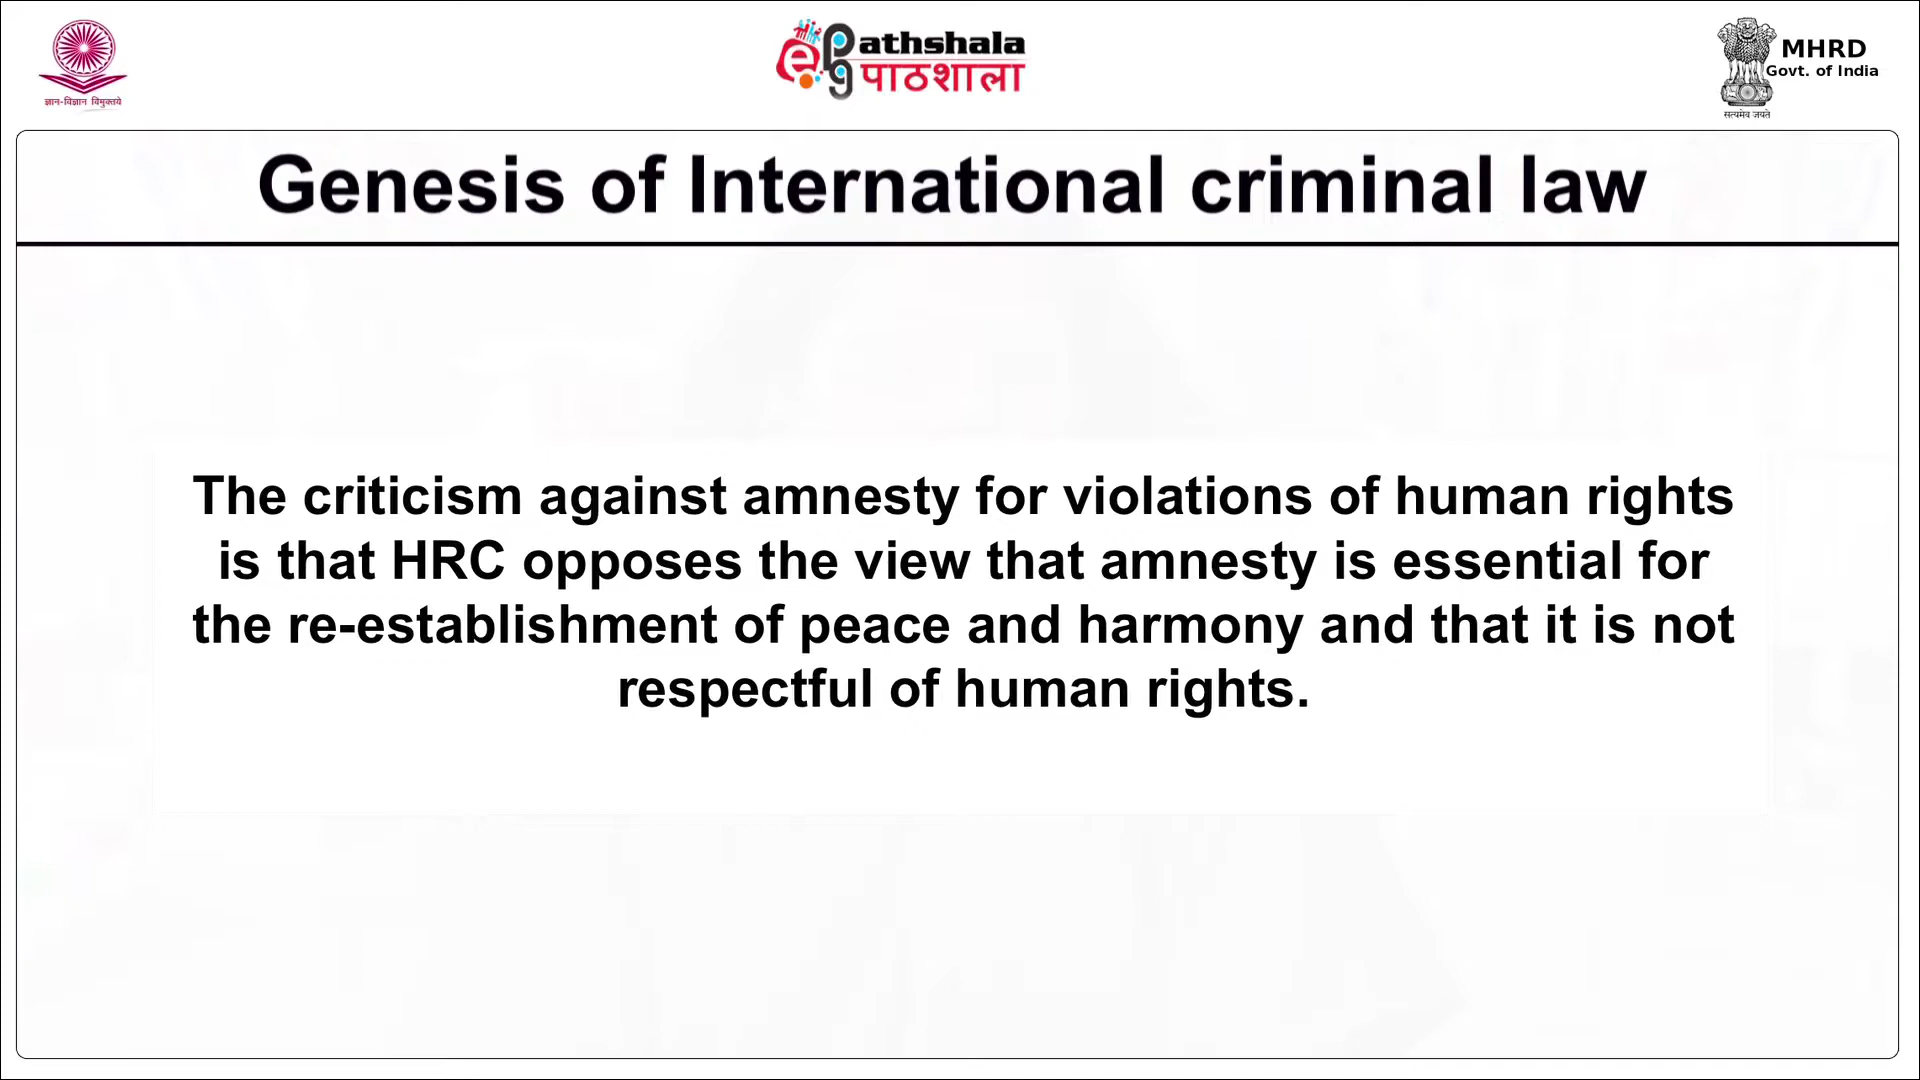 ज्ञान-विज्ञान विमुक्तये
ePG athshala
पाठशाला
MHRD
Govt. of India
सत्यमेव जयते
Genesis of International criminal law
The criticism against amnesty for violations of human rights
is that HRC opposes the view that amnesty is essential for
the re-establishment of peace and harmony and that it is not
respectful of human rights.